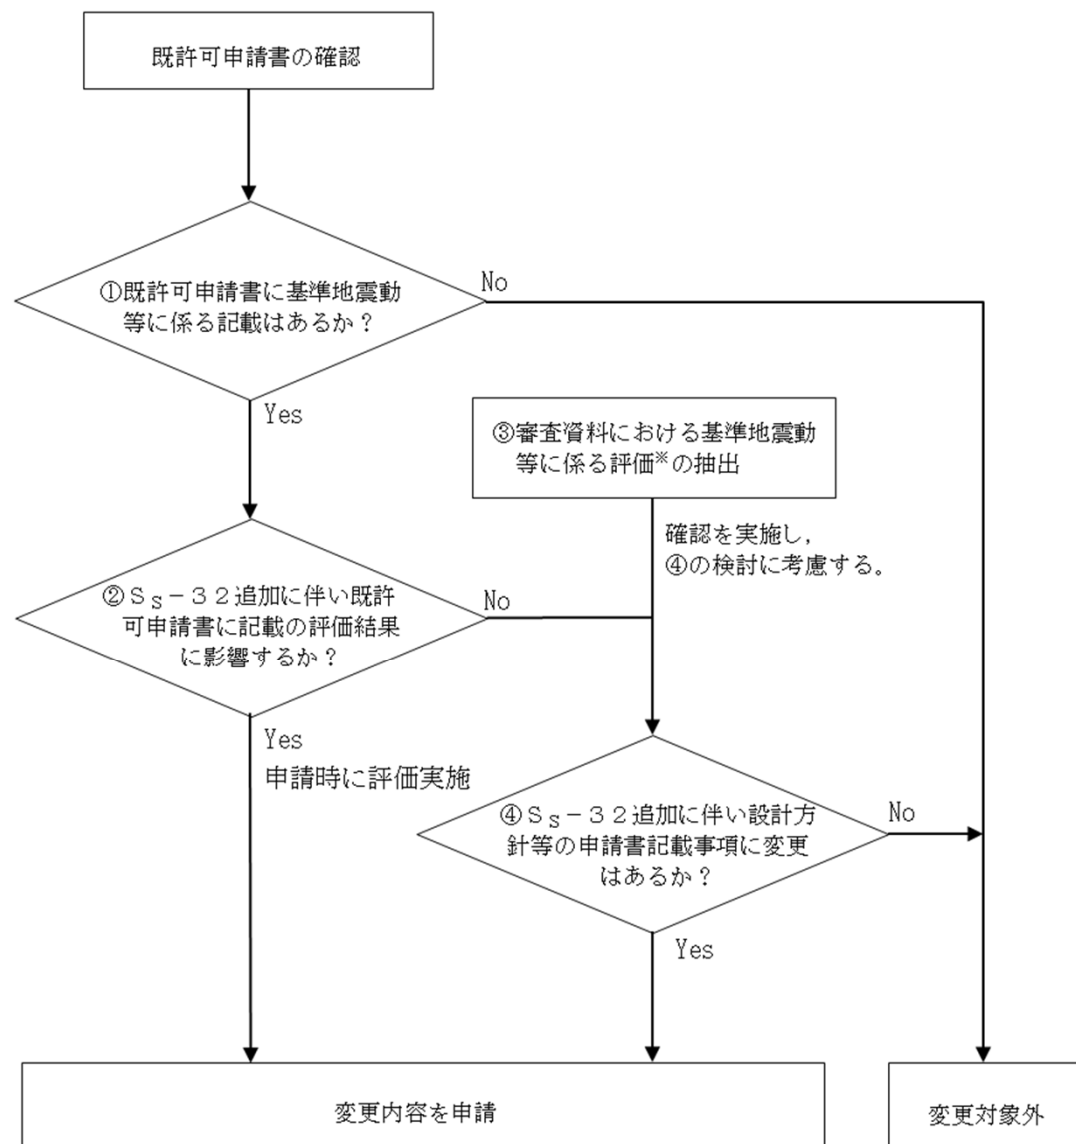 既許可申請書の確認
①既許可申請書に基準地震動
等に係る記載はあるか？
No
Yes
③審査資料における基準地震動
等に係る評価※の抽出
確認を実施し，
④の検討に考慮する。
②ＳS－３２追加に伴い既許
可申請書に記載の評価結果
に影響するか？
No
Yes
申請時に評価実施
④ＳS－３２追加に伴い設計方
針等の申請書記載事項に変更
はあるか？
No
Yes
変更内容を申請
変更対象外